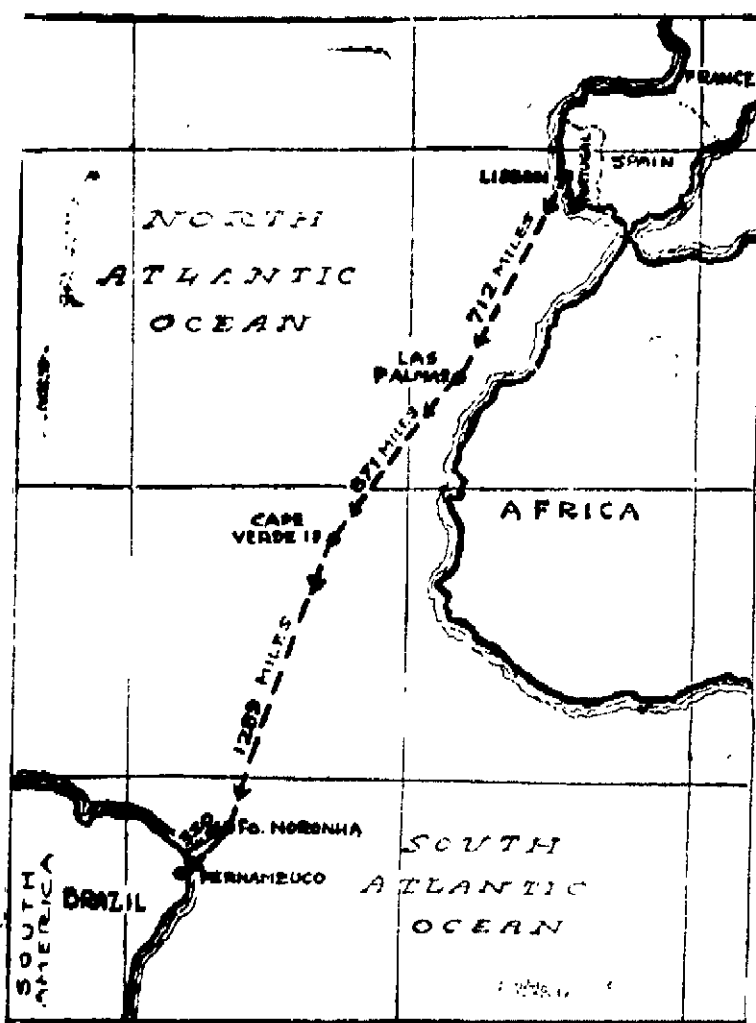 FRANCE
PORTUGAL
SPAIN
LISBON
NORTH
ATLANTIC
OCEAN
712 MILES
LAS
PALMAS
871 MILES
AFRICA
CAPE
VERDE IS
1289 MILES
FO. NORONHA
PERNAMBUCO
BRAZIL
SOUTH
AMERICA
SOUTH
ATLANTIC
OCEAN